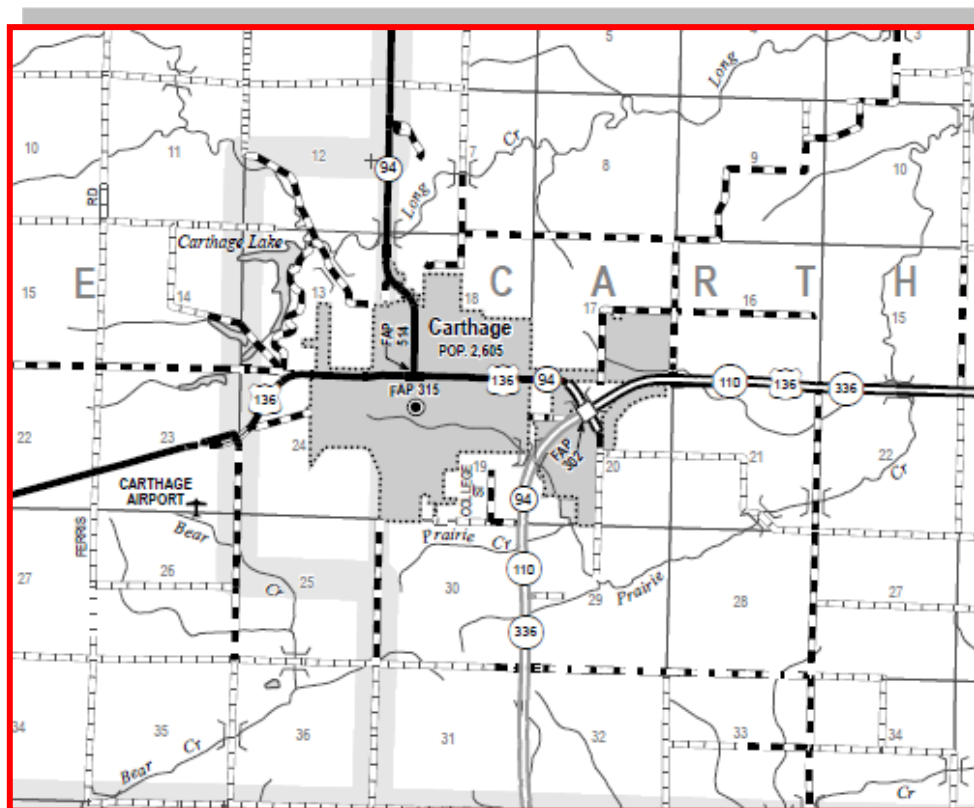 5
4
3
10
11
12
7
Cr
Long
8
9
10
94
Long
RD
Carthage Lake
15
E
14
13
18
C
A
R
T
H
17
16
15
Carthage
POP. 2,605
FAP
514
136
FAP 315
136
94
110
136
336
22
23
24
19
COLLEGE
FAP
302
20
21
22
Cr
CARTHAGE
AIRPORT
94
FERRIS
Bear
Prairie
Cr
27
26
Cr
25
30
110
29
Prairie
28
27
336
34
35
Cr
36
31
32
33
34
Bear
Cr